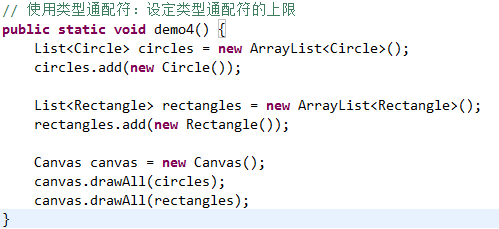 // 使用类型通配符：设定类型通配符的上限
public static void demo4() {
    List<Circle> circles = new ArrayList<Circle>();
    circles.add(new Circle());

    List<Rectangle> rectangles = new ArrayList<Rectangle>();
    rectangles.add(new Rectangle());

    Canvas canvas = new Canvas();
    canvas.drawAll(circles);
    canvas.drawAll(rectangles);
}